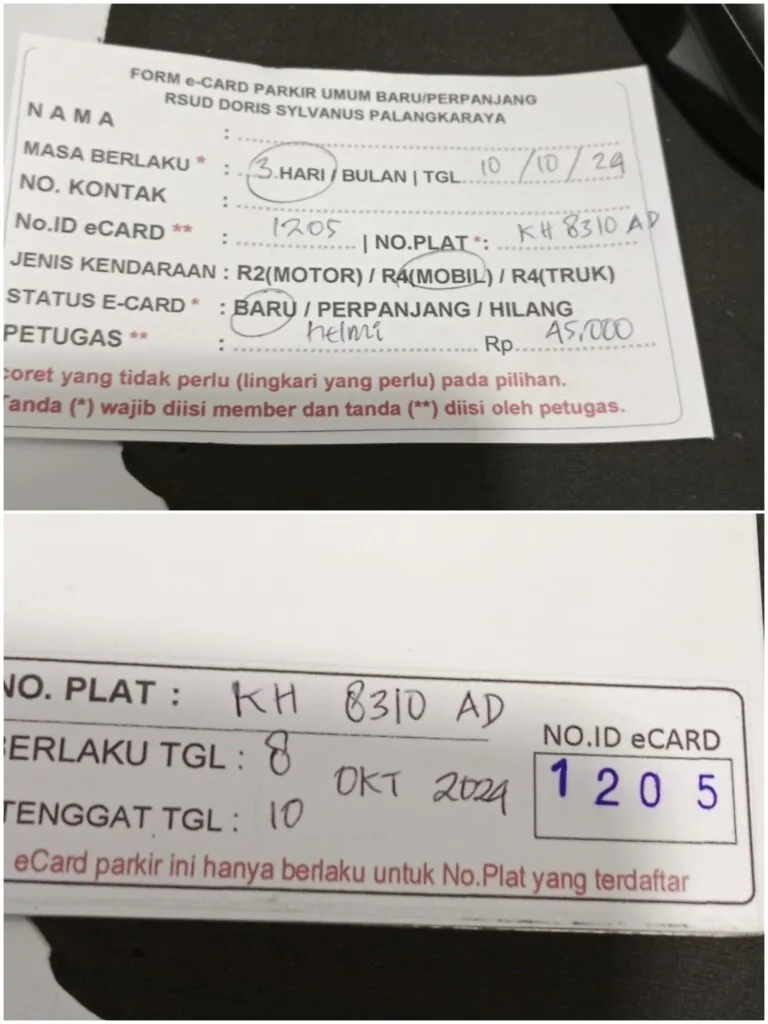 FORM e-CARD PARKIR UMUM BARU/PERPANJANG
RSUD DORIS SYLVANUS PALANGKARAYA
NAMA :
MASA BERLAKU * : 3.HARI / BULAN | TGL. 10 / 10 / 24
NO. KONTAK :
No.ID eCARD ** : 1205 | NO.PLAT *: KH 8310 AD
JENIS KENDARAAN : R2(MOTOR) / R4(MOBIL) / R4(TRUK)
STATUS E-CARD * : BARU / PERPANJANG / HILANG
PETUGAS ** : helmi Rp. 45,000
coret yang tidak perlu (lingkari yang perlu) pada pilihan.
Tanda (*) wajib diisi member dan tanda (**) diisi oleh petugas.
NO. PLAT : KH 8310 AD
NO.ID eCARD
BERLAKU TGL : 8
1205
OKT 2024
TENGGAT TGL : 10
eCard parkir ini hanya berlaku untuk No.Plat yang terdaftar